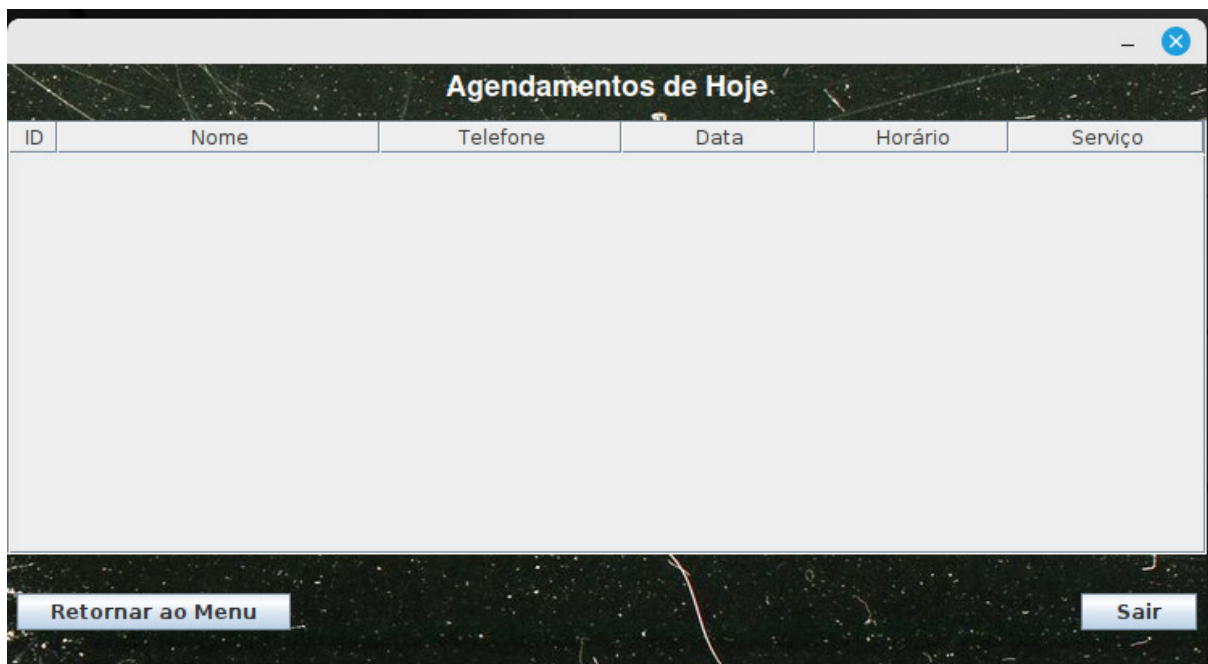 Agendamentos de Hoje
ID Nome Telefone Data Horário Serviço
Retornar ao Menu Sair